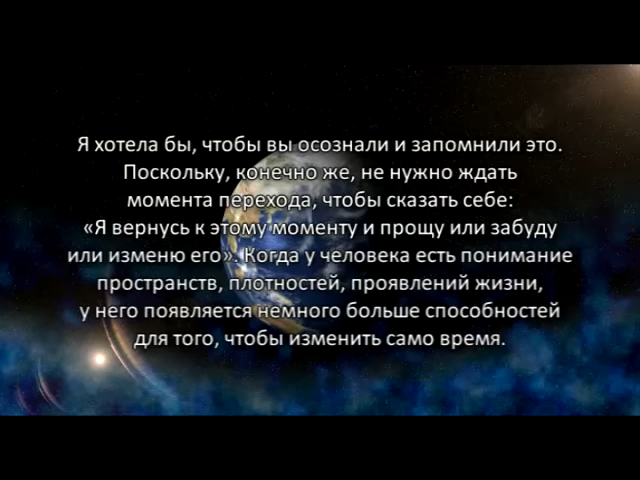 Я хотела бы, чтобы вы осознали и запомнили это.
Поскольку, конечно же, не нужно ждать
момента перехода, чтобы сказать себе:
«Я вернусь к этому моменту и прощу или забуду
или изменю его». Когда у человека есть понимание
пространств, плотностей, проявлений жизни,
у него появляется немного больше способностей
для того, чтобы изменить само время.